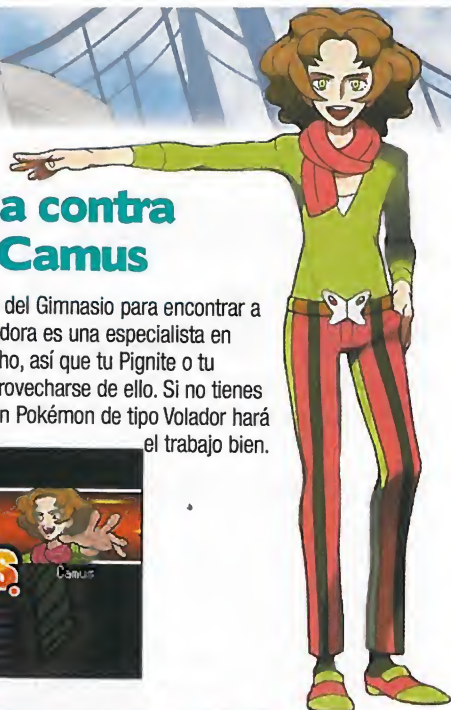 a contra
Camus
del Gimnasio para encontrar a
dora es una especialista en
ho, así que tu Pignite o tu
rovecharse de ello. Si no tienes
n Pokémon de tipo Volador hará
el trabajo bien.
Camus
S.